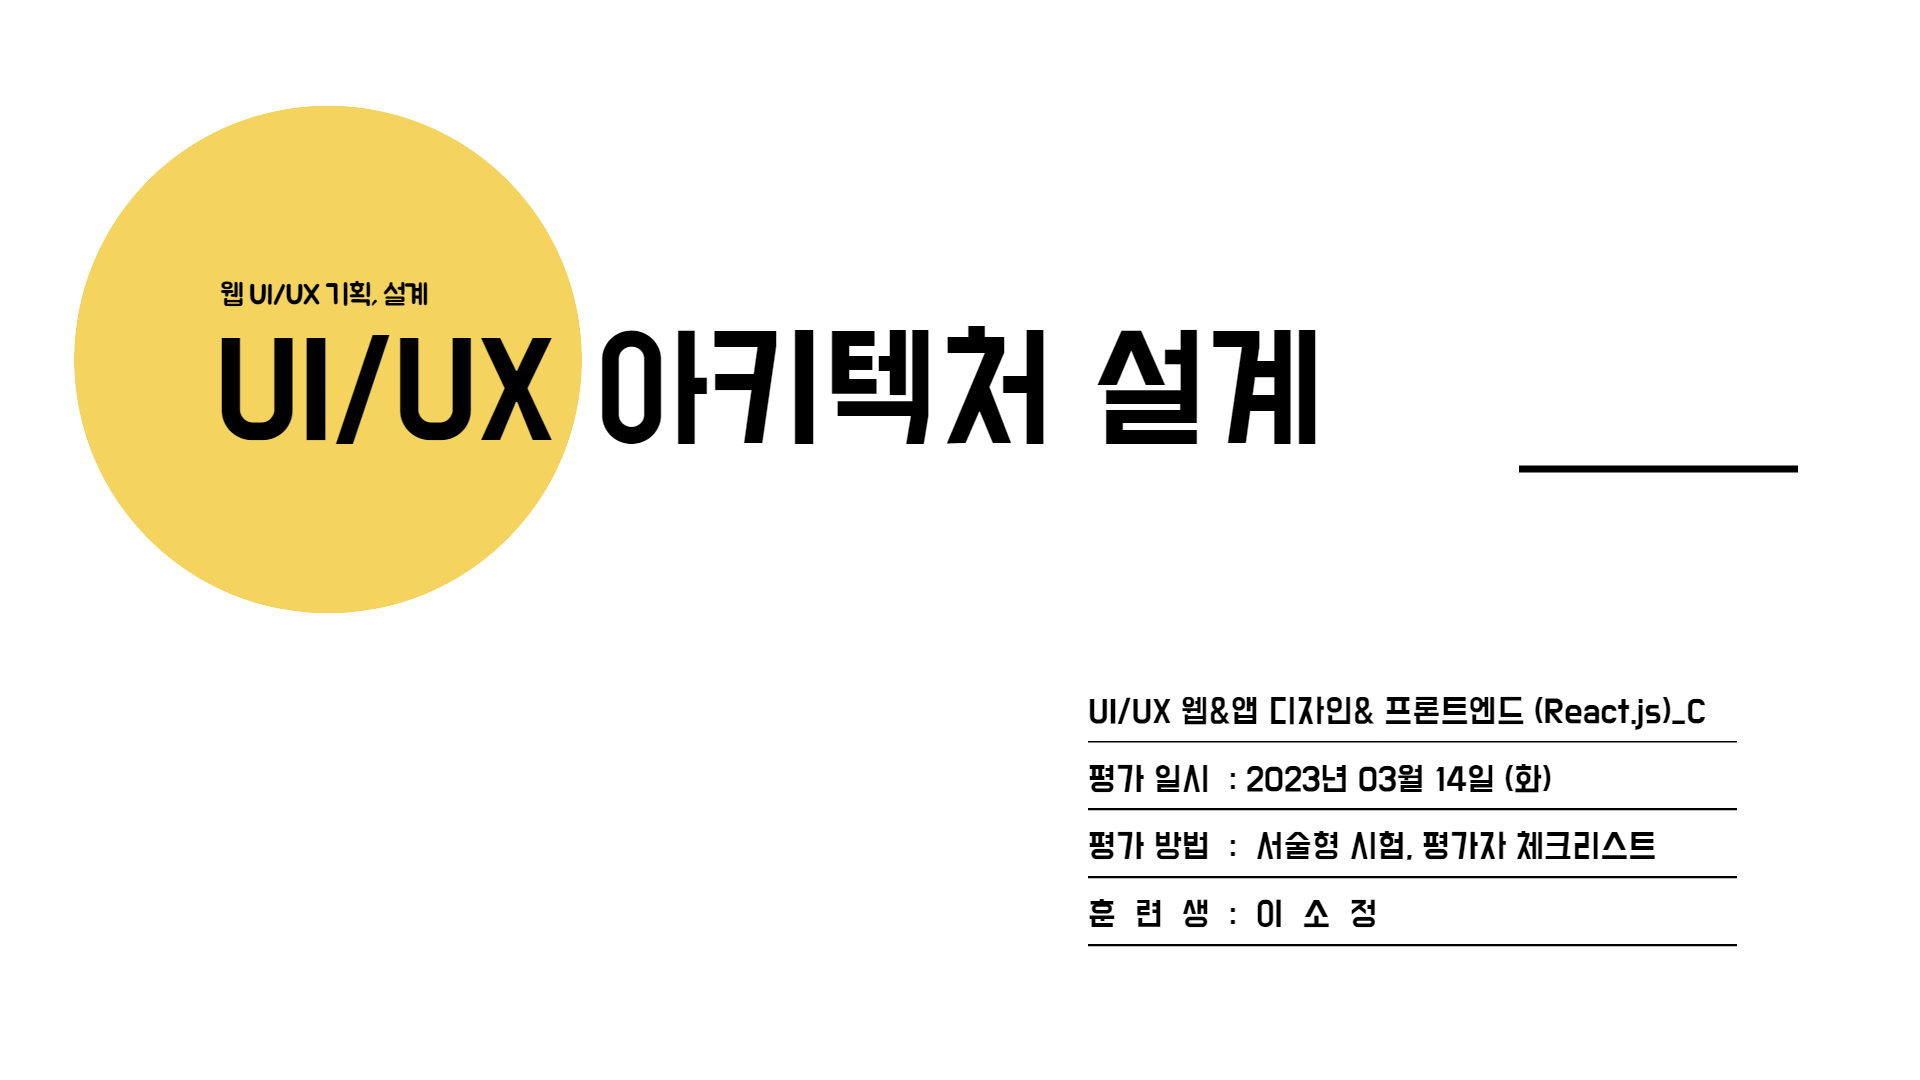 웹 UI/UX 기획, 설계
UI/UX 아키텍처 설계
UI/UX 웹&앱 디자인& 프론트엔드 (React.js)_C
평가 일시 : 2023년 03월 14일 (화)
평가 방법 : 서술형 시험, 평가자 체크리스트
훈 련 생 : 이 소 정